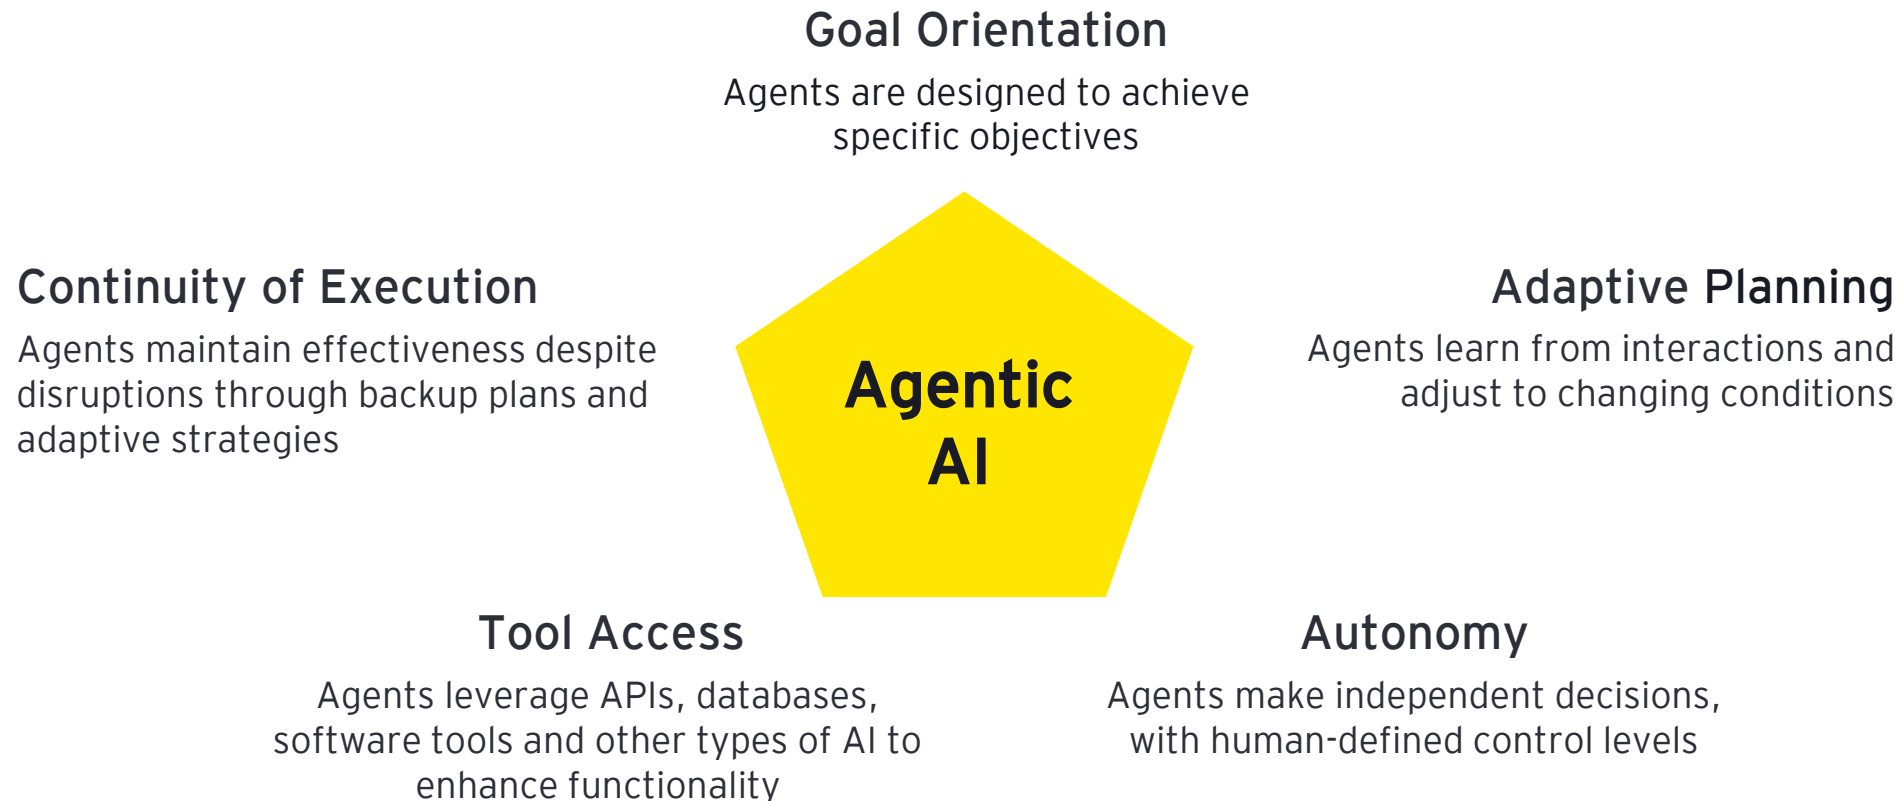 Goal Orientation
Agents are designed to achieve
specific objectives
Continuity of Execution
Agents maintain effectiveness despite
disruptions through backup plans and
adaptive strategies
Adaptive Planning
Agents learn from interactions and
adjust to changing conditions
Agentic
AI
Tool Access
Agents leverage APIs, databases,
software tools and other types of AI to
enhance functionality
Autonomy
Agents make independent decisions,
with human-defined control levels